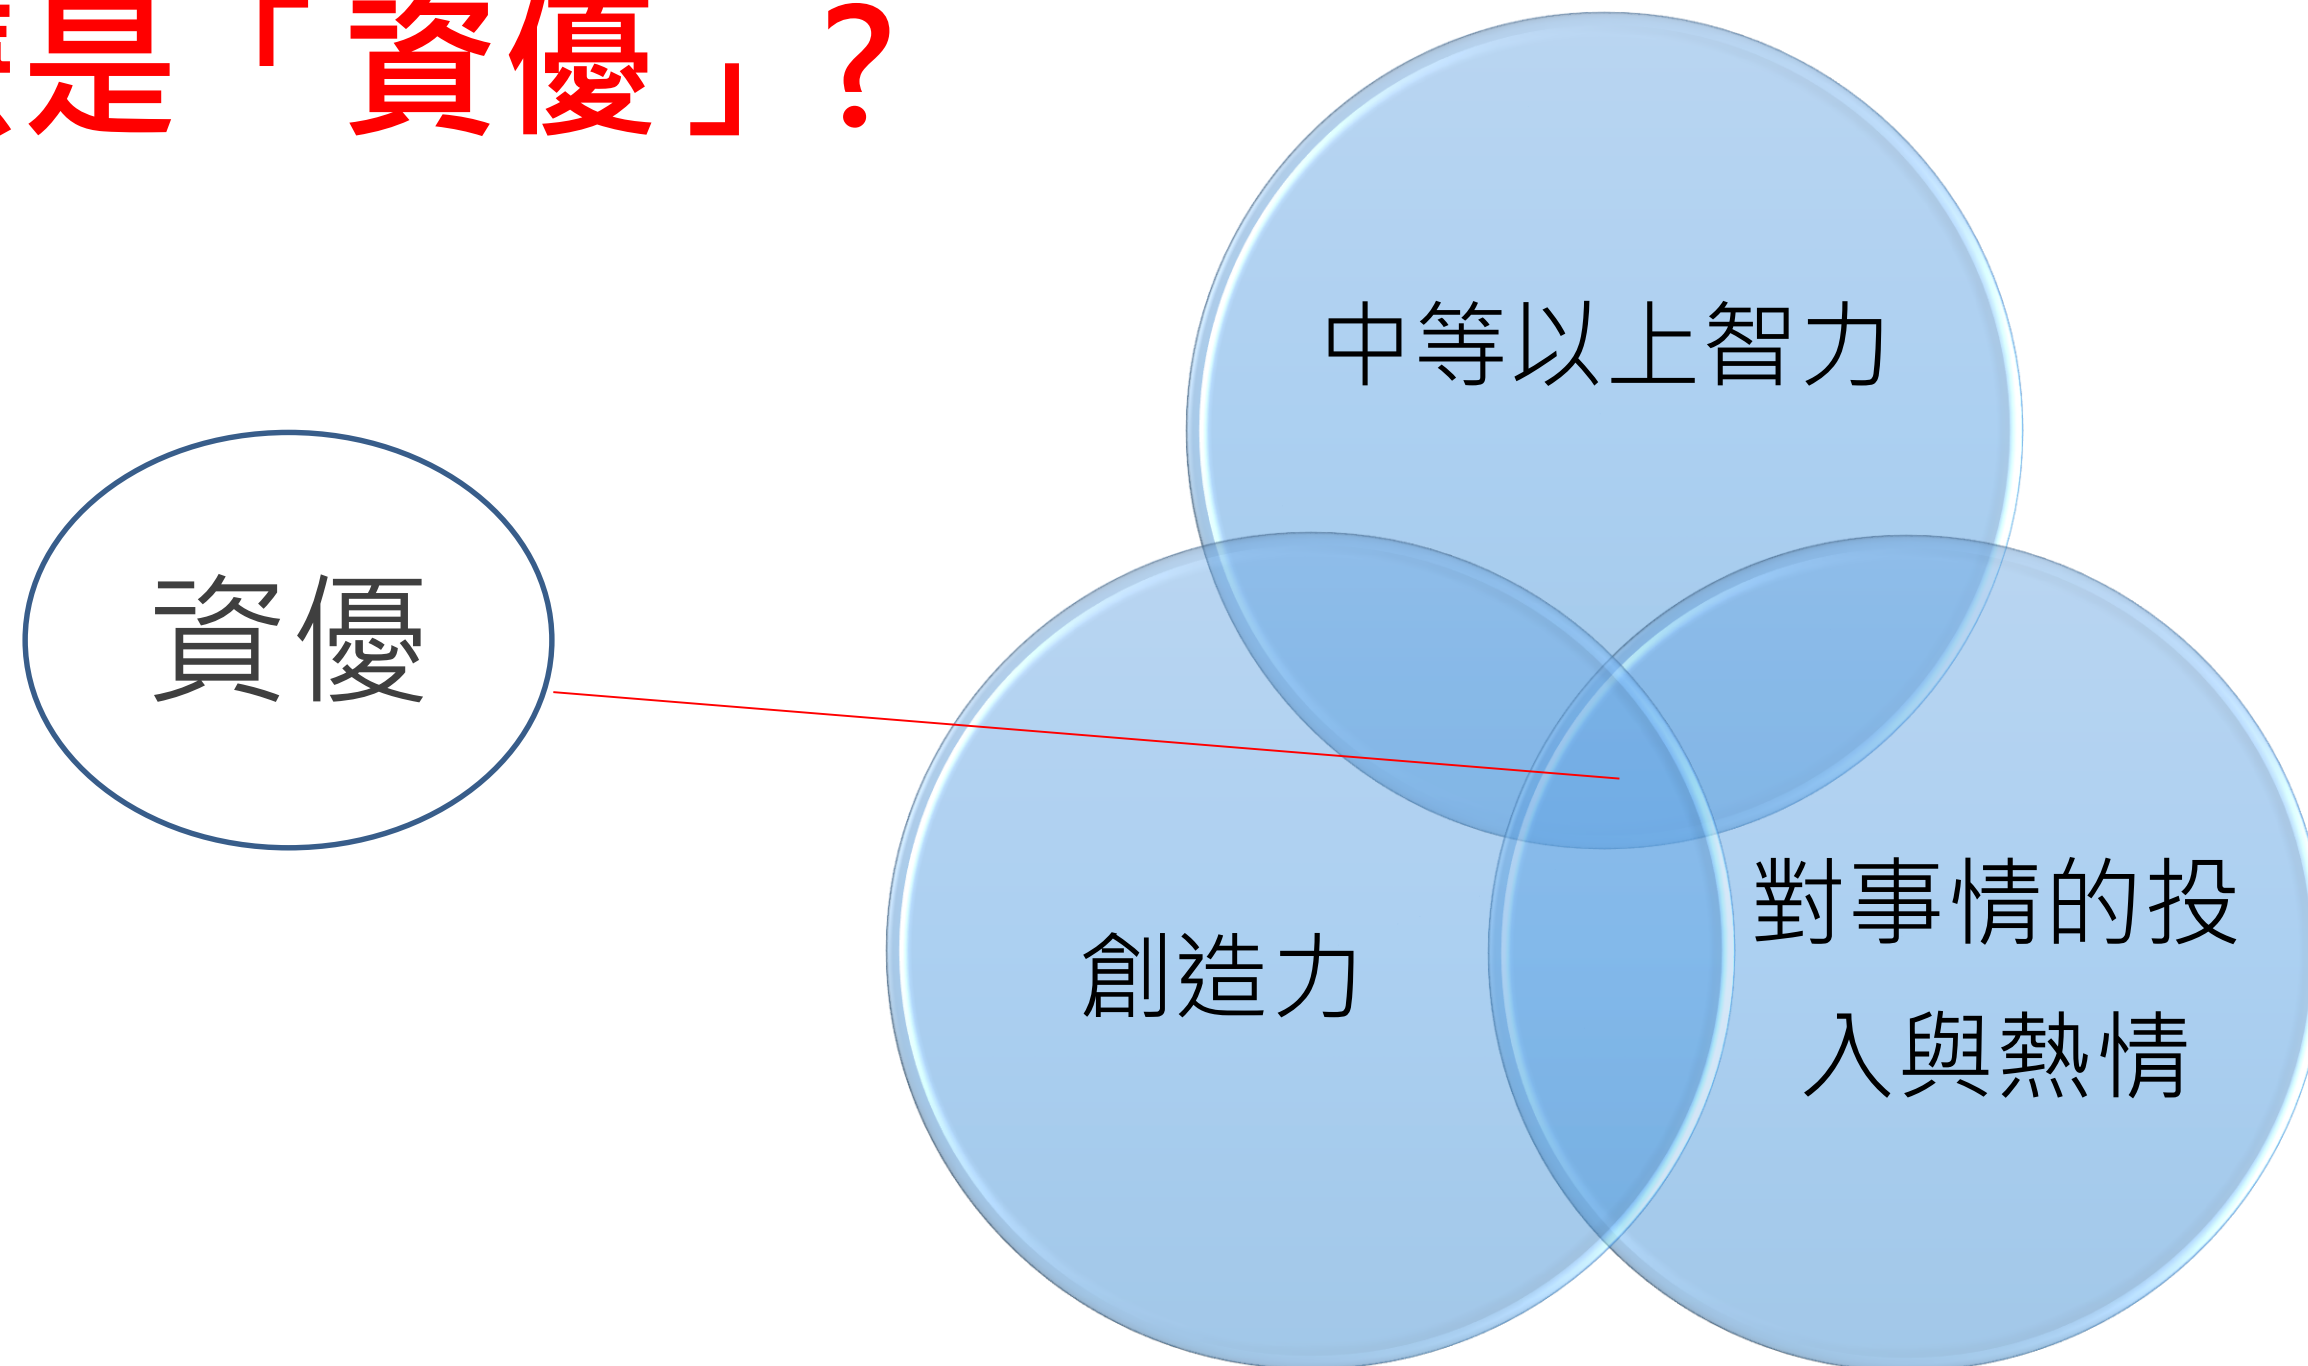 是「資優」？
中等以上智力
資優
創造力
對事情的投
入與熱情